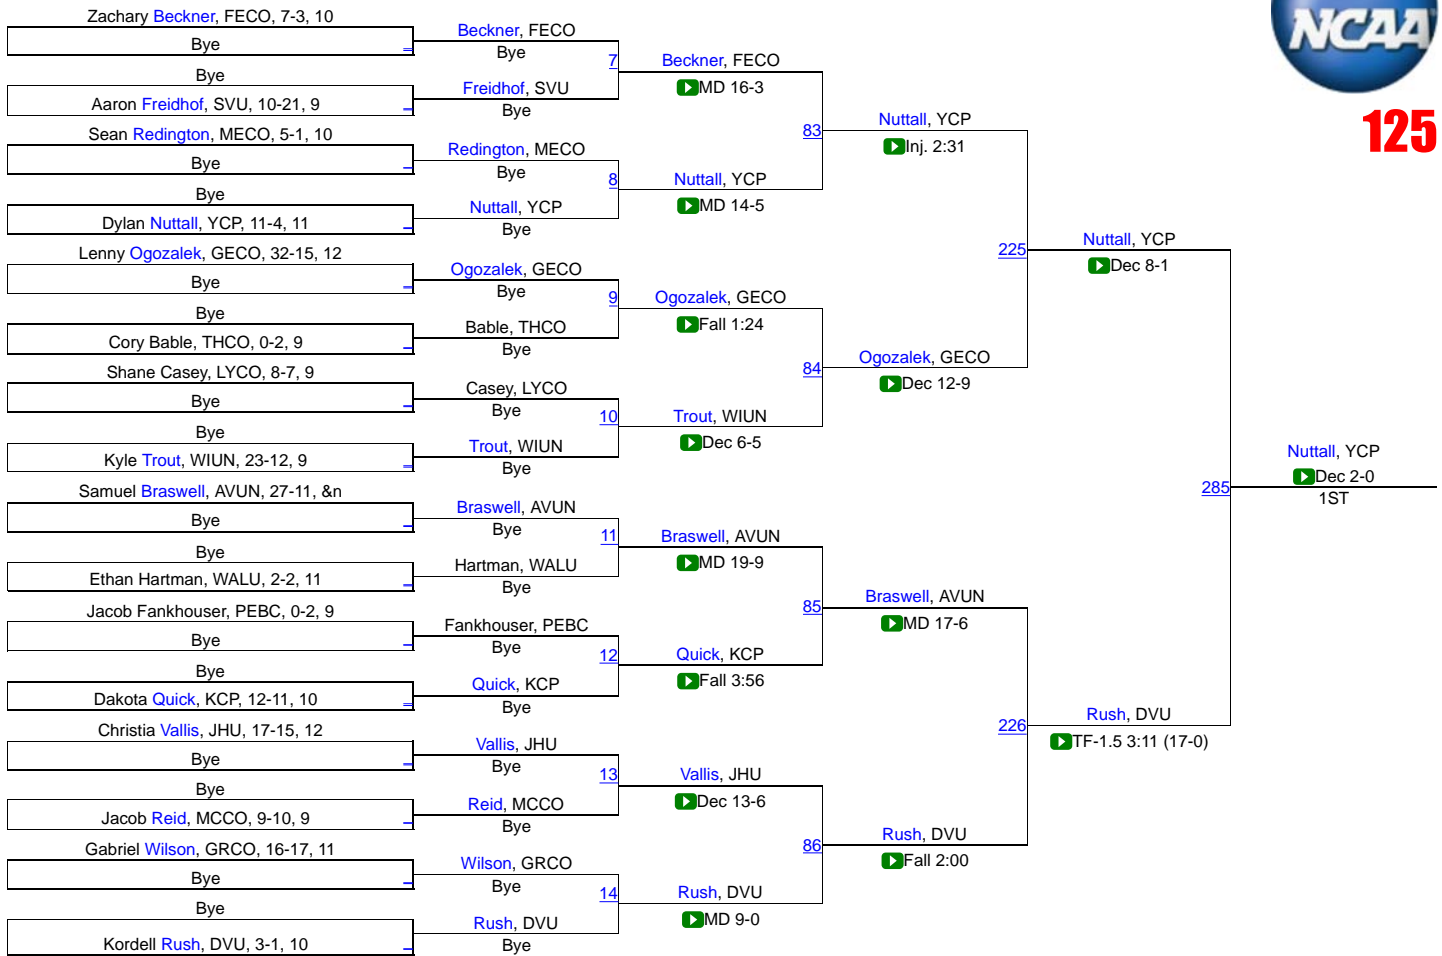 NCAA
125
Zachary Beckner, FECO, 7-3, 10
Bye
Bye
Aaron Freidhof, SVU, 10-21, 9
Sean Redington, MECO, 5-1, 10
Bye
Bye
Dylan Nuttall, YCP, 11-4, 11
Lenny Ogozalek, GECO, 32-15, 12
Bye
Bye
Cory Bable, THCO, 0-2, 9
Shane Casey, LYCO, 8-7, 9
Bye
Bye
Kyle Trout, WIUN, 23-12, 9
Samuel Braswell, AVUN, 27-11, &n
Bye
Bye
Ethan Hartman, WALU, 2-2, 11
Jacob Fankhouser, PEBC, 0-2, 9
Bye
Bye
Dakota Quick, KCP, 12-11, 10
Christia Vallis, JHU, 17-15, 12
Bye
Bye
Jacob Reid, MCCO, 9-10, 9
Gabriel Wilson, GRCO, 16-17, 11
Bye
Bye
Kordell Rush, DVU, 3-1, 10
Beckner, FECO
Bye
7
Freidhof, SVU
Bye
Redington, MECO
Bye
8
Nuttall, YCP
Bye
Ogozalek, GECO
Bye
9
Bable, THCO
Bye
Casey, LYCO
Bye
10
Trout, WIUN
Bye
Braswell, AVUN
Bye
11
Hartman, WALU
Bye
Fankhouser, PEBC
Bye
12
Quick, KCP
Bye
Vallis, JHU
Bye
13
Reid, MCCO
Bye
Wilson, GRCO
Bye
14
Rush, DVU
Bye
Beckner, FECO
MD 16-3
83
Nuttall, YCP
MD 14-5
Ogozalek, GECO
Fall 1:24
84
Trout, WIUN
Dec 6-5
Braswell, AVUN
MD 19-9
85
Quick, KCP
Fall 3:56
Vallis, JHU
Dec 13-6
86
Rush, DVU
MD 9-0
Nuttall, YCP
Inj. 2:31
225
Ogozalek, GECO
Dec 12-9
Braswell, AVUN
MD 17-6
226
Rush, DVU
Fall 2:00
Nuttall, YCP
Dec 8-1
285
Rush, DVU
TF-1.5 3:11 (17-0)
Nuttall, YCP
Dec 2-0
1ST